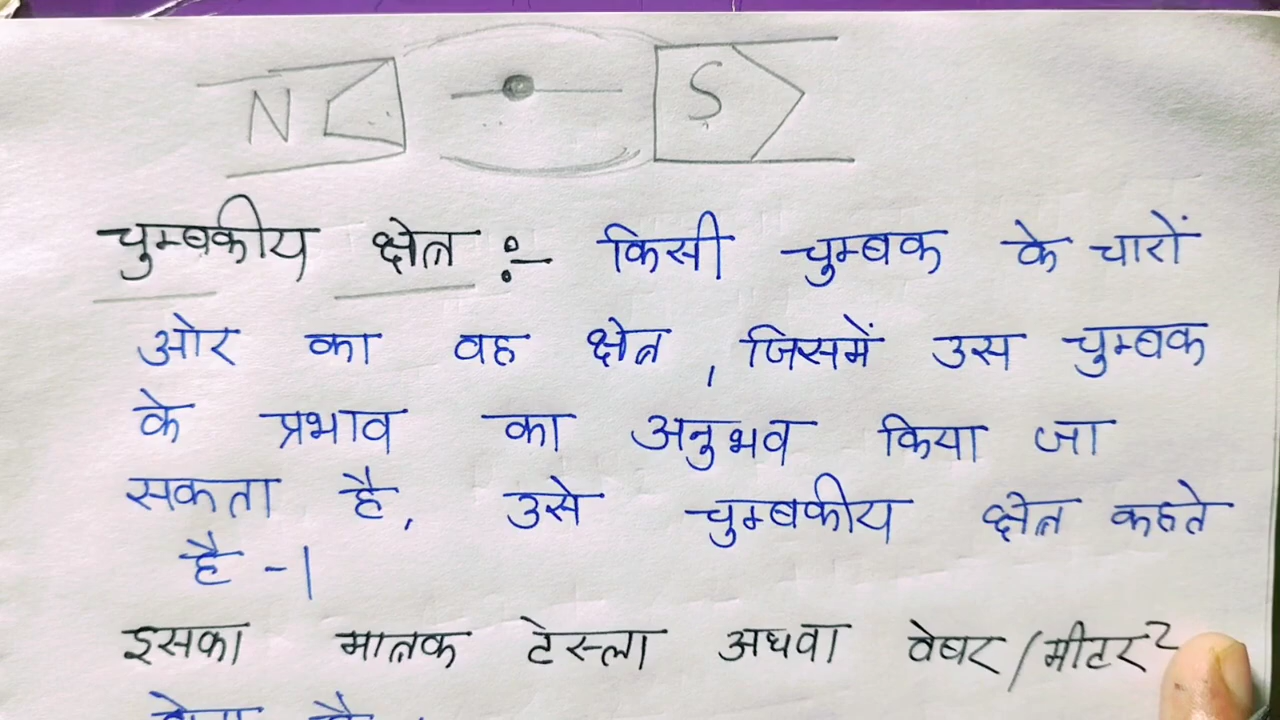 N S
चुम्बकीय क्षेत्र :- किसी चुम्बक के चारों
ओर का वह क्षेत्र , जिसमें उस चुम्बक
के प्रभाव का अनुभव किया जा
सकता है, उसे चुम्बकीय क्षेत्र कहते
है -।
इसका मात्रक टेस्ला अथवा वेबर/मीटर²